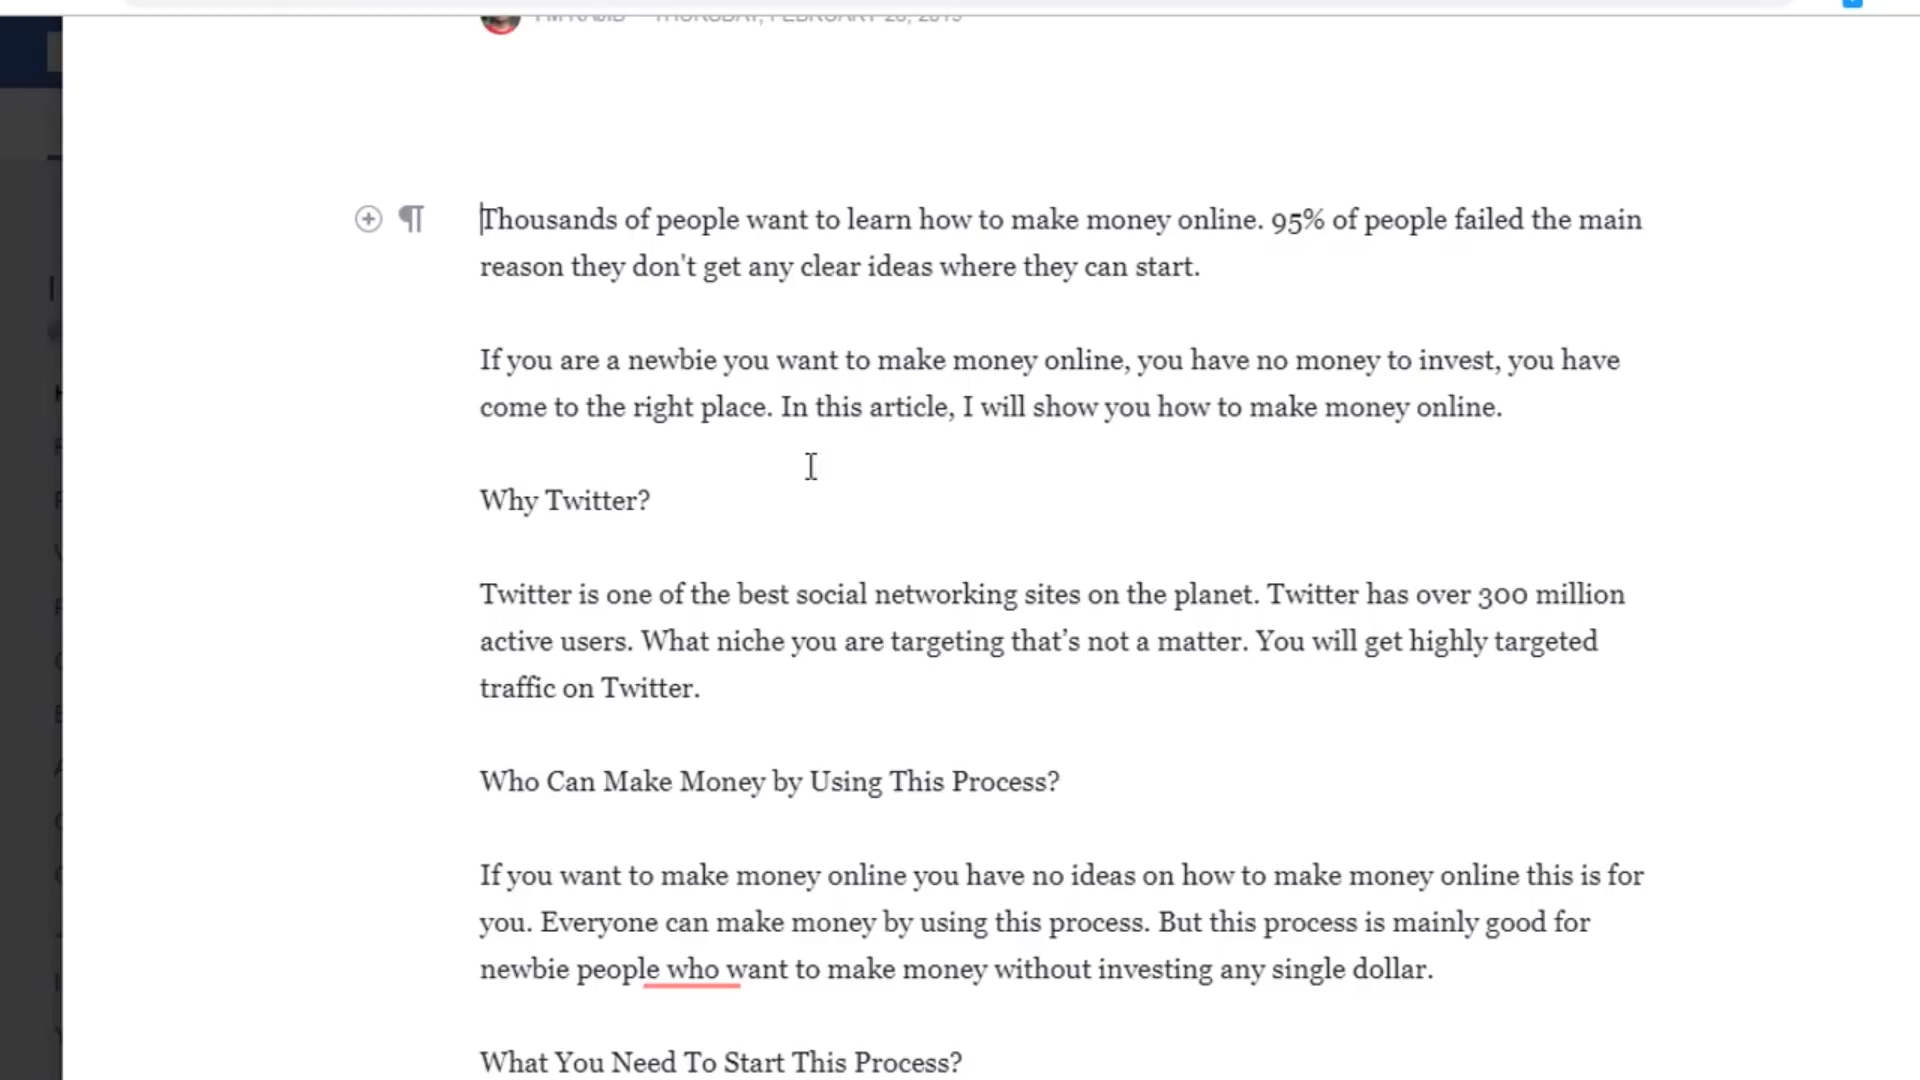 Thousands of people want to learn how to make money online. 95% of people failed the main
reason they don't get any clear ideas where they can start.
If you are a newbie you want to make money online, you have no money to invest, you have
come to the right place. In this article, I will show you how to make money online.
Why Twitter?
Twitter is one of the best social networking sites on the planet. Twitter has over 300 million
active users. What niche you are targeting that’s not a matter. You will get highly targeted
traffic on Twitter.
Who Can Make Money by Using This Process?
If you want to make money online you have no ideas on how to make money online this is for
you. Everyone can make money by using this process. But this process is mainly good for
newbie people who want to make money without investing any single dollar.
What You Need To Start This Process?